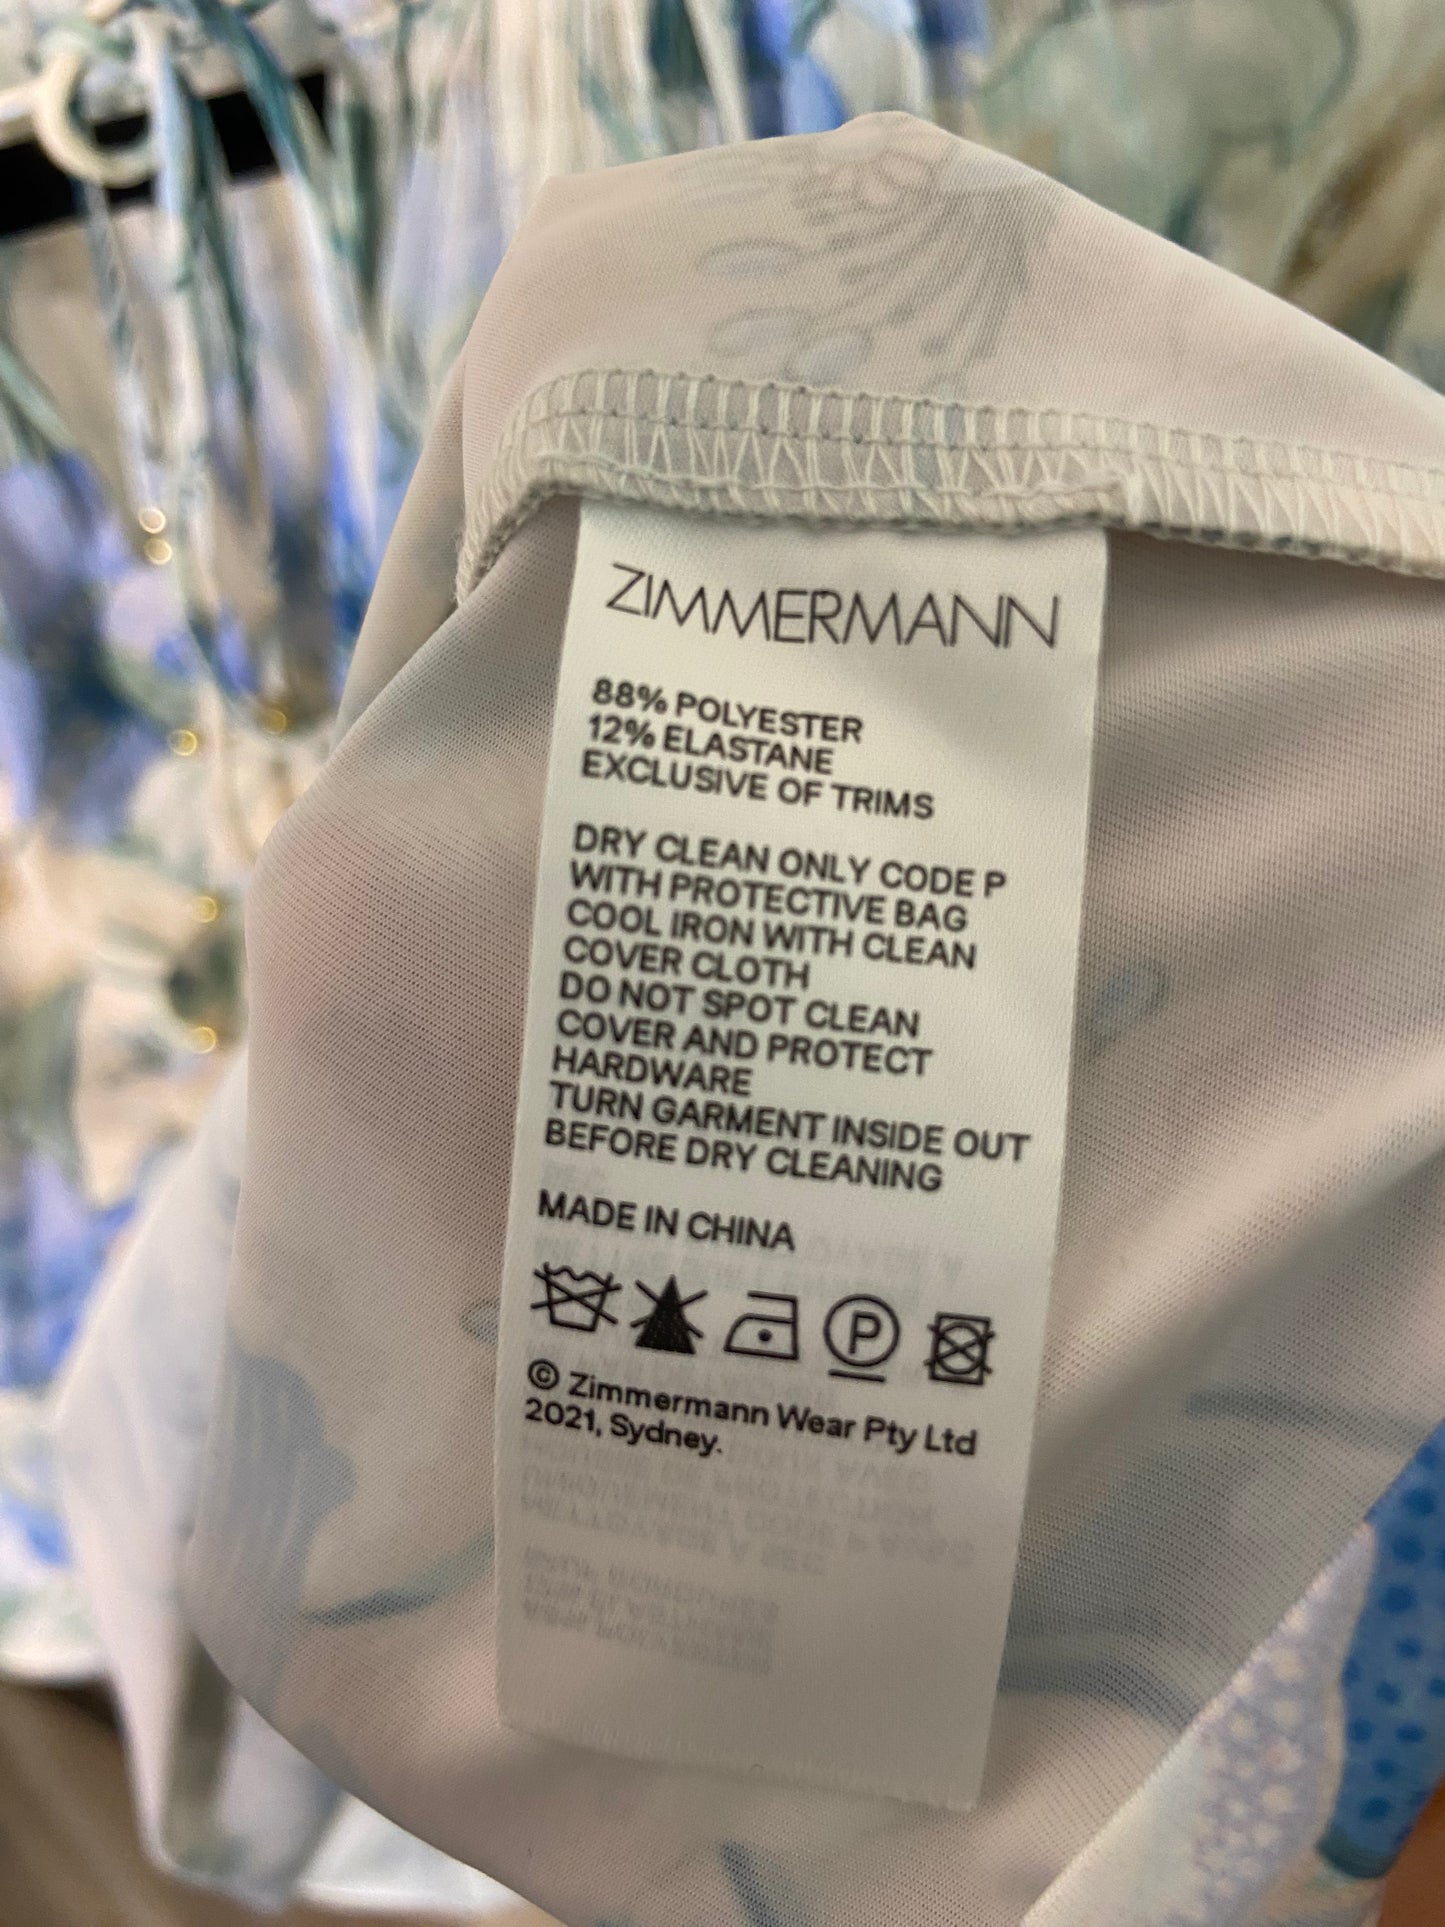 ZIMMERMANN
88% POLYESTER
12% ELASTANE
EXCLUSIVE OF TRIMS
DRY CLEAN ONLY CODE P
WITH PROTECTIVE BAG
COOL IRON WITH CLEAN
COVER CLOTH
DO NOT SPOT CLEAN
COVER AND PROTECT
HARDWARE
TURN GARMENT INSIDE OUT
BEFORE DRY CLEANING
MADE IN CHINA
P
© Zimmermann Wear Pty Ltd
2021, Sydney.